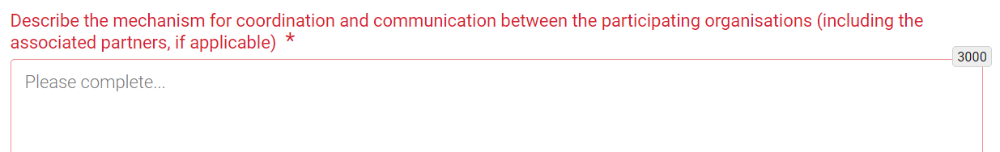 Describe the mechanism for coordination and communication between the participating organisations (including the
associated partners, if applicable) *
3000
Please complete...